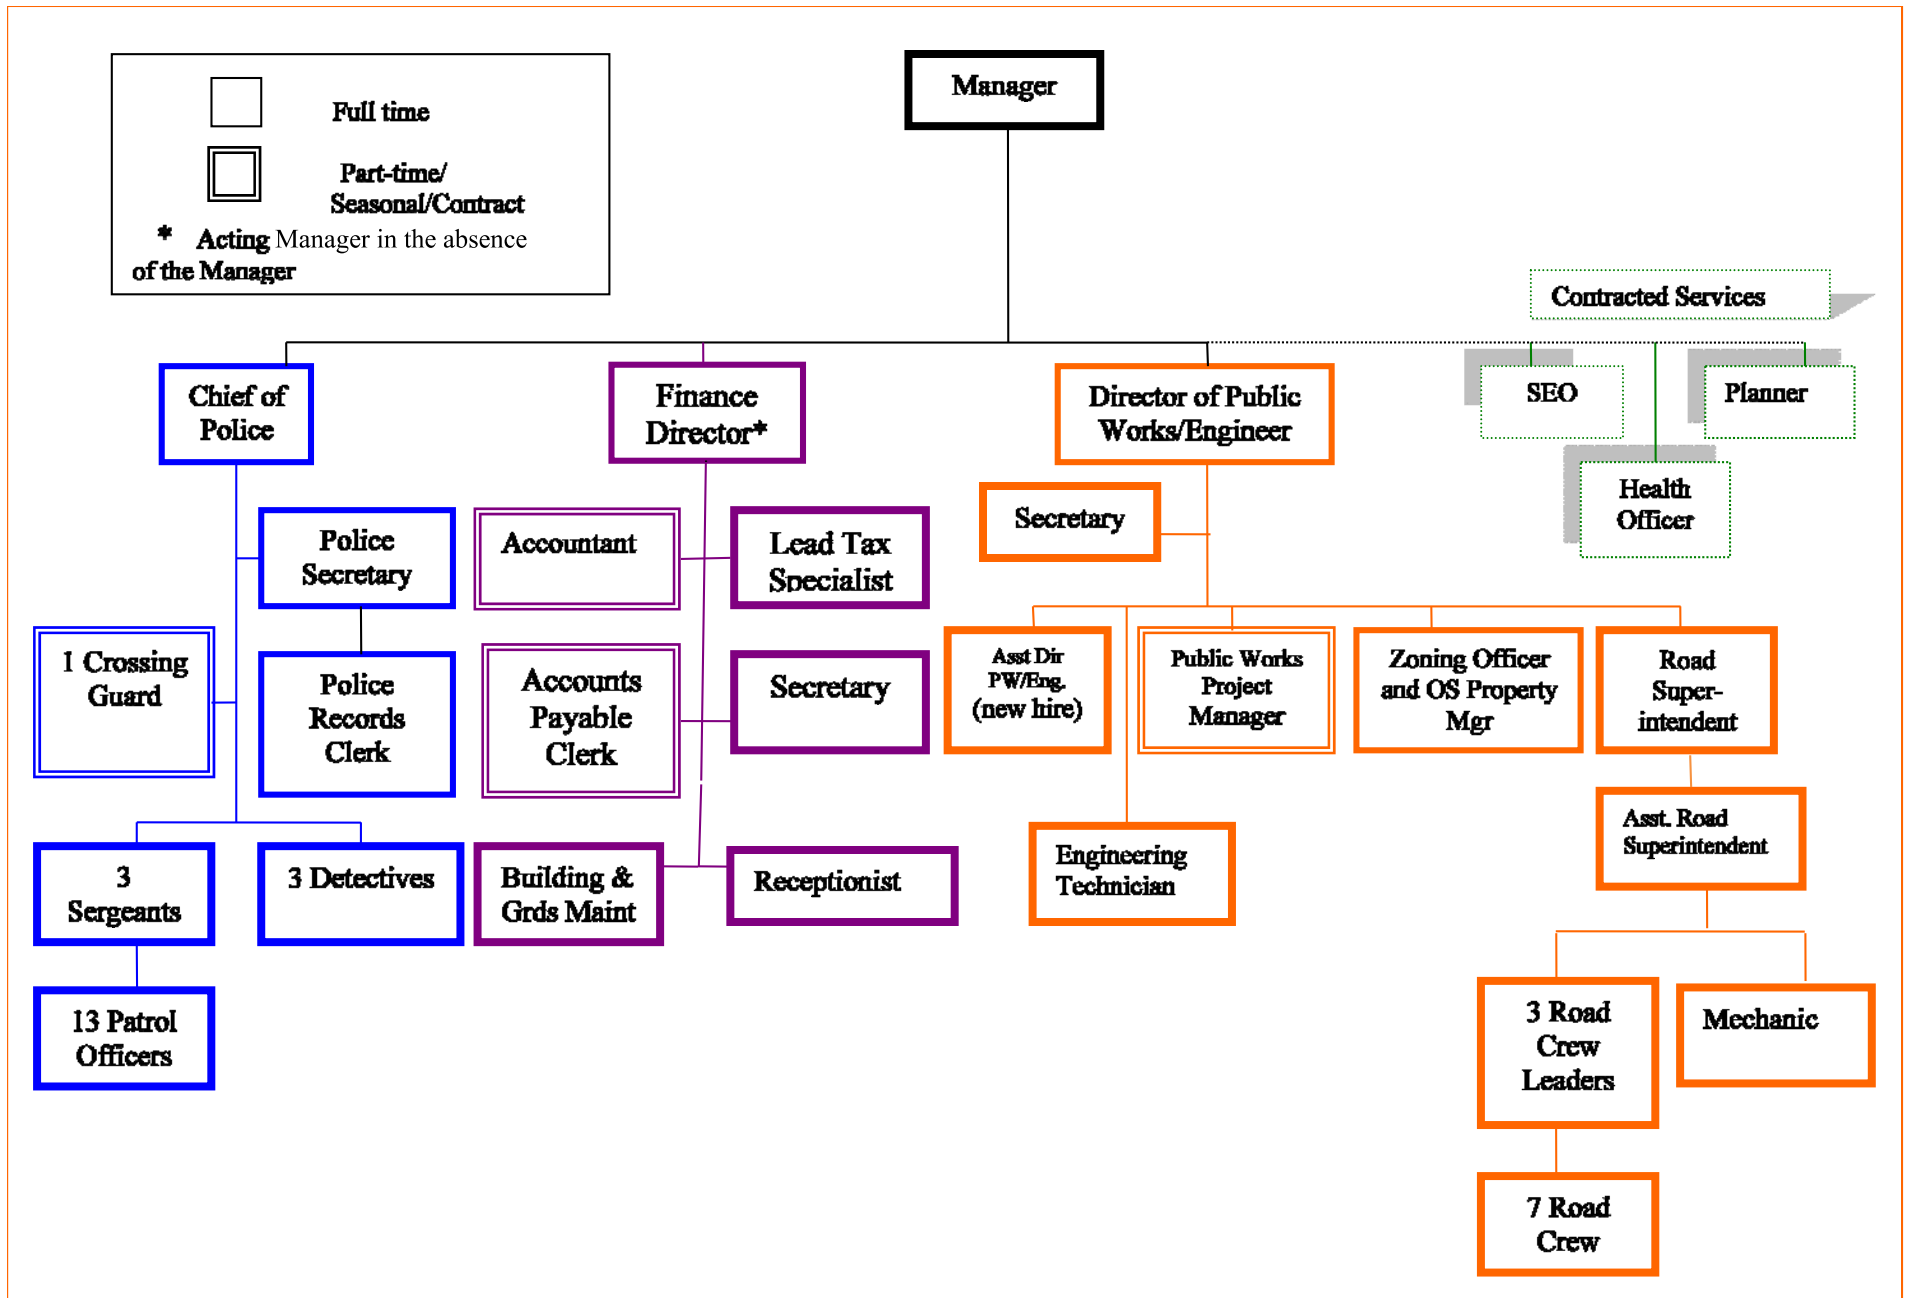 Manager
Full time
Part-time/
Seasonal/Contract
* Acting Manager in the absence
of the Manager
Contracted Services
Chief of
Police
Finance
Director*
Director of Public
Works/Engineer
SEO
Planner
Health
Officer
Police
Secretary
Accountant
Lead Tax
Specialist
Secretary
1 Crossing
Guard
Police
Records
Clerk
Accounts
Payable
Clerk
Secretary
Asst Dir
PW/Eng.
(new hire)
Public Works
Project
Manager
Zoning Officer
and OS Property
Mgr
Road
Super-
intendent
Asst. Road
Superintendent
3
Sergeants
3 Detectives
Building &
Grds Maint
Receptionist
Engineering
Technician
13 Patrol
Officers
3 Road
Crew
Leaders
Mechanic
7 Road
Crew